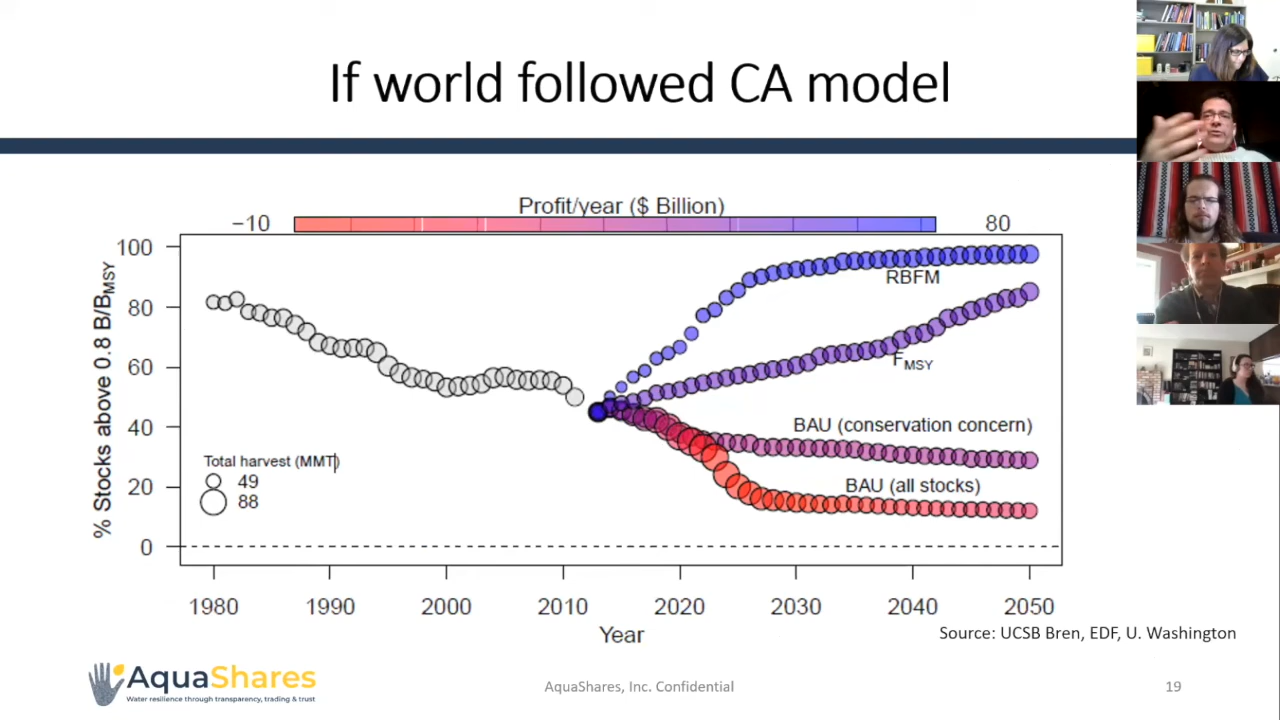 If world followed CA model
Profit/year ($ Billion)
−10
80
% Stocks above 0.8 B/BMSY
100
80
60
40
20
0
RBFM
FMSY
BAU (conservation concern)
BAU (all stocks)
Total harvest (MMT)
49
88
1980
1990
2000
2010
2020
2030
2040
2050
Year
Source: UCSB Bren, EDF, U. Washington
AquaShares
Water resilience through transparency, trading & trust
AquaShares, Inc. Confidential
19